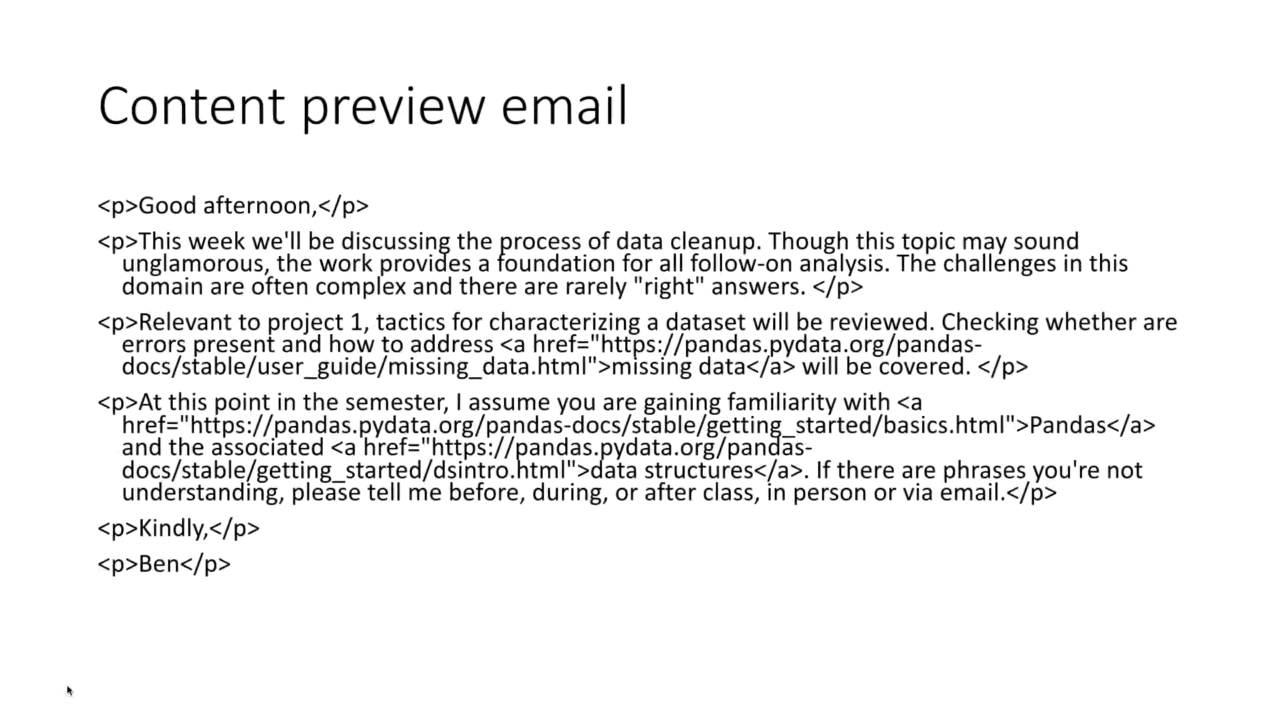 Content preview email
<p>Good afternoon,</p>
<p>This week we'll be discussing the process of data cleanup. Though this topic may sound
unglamorous, the work provides a foundation for all follow-on analysis. The challenges in this
domain are often complex and there are rarely "right" answers. </p>
<p>Relevant to project 1, tactics for characterizing a dataset will be reviewed. Checking whether are
errors present and how to address <a href="https://pandas.pydata.org/pandas-
docs/stable/user_guide/missing_data.html">missing data</a> will be covered. </p>
<p>At this point in the semester, I assume you are gaining familiarity with <a
href="https://pandas.pydata.org/pandas-docs/stable/getting_started/basics.html">Pandas</a>
and the associated <a href="https://pandas.pydata.org/pandas-
docs/stable/getting_started/dsintro.html">data structures</a>. If there are phrases you're not
understanding, please tell me before, during, or after class, in person or via email.</p>
<p>Kindly,</p>
<p>Ben</p>